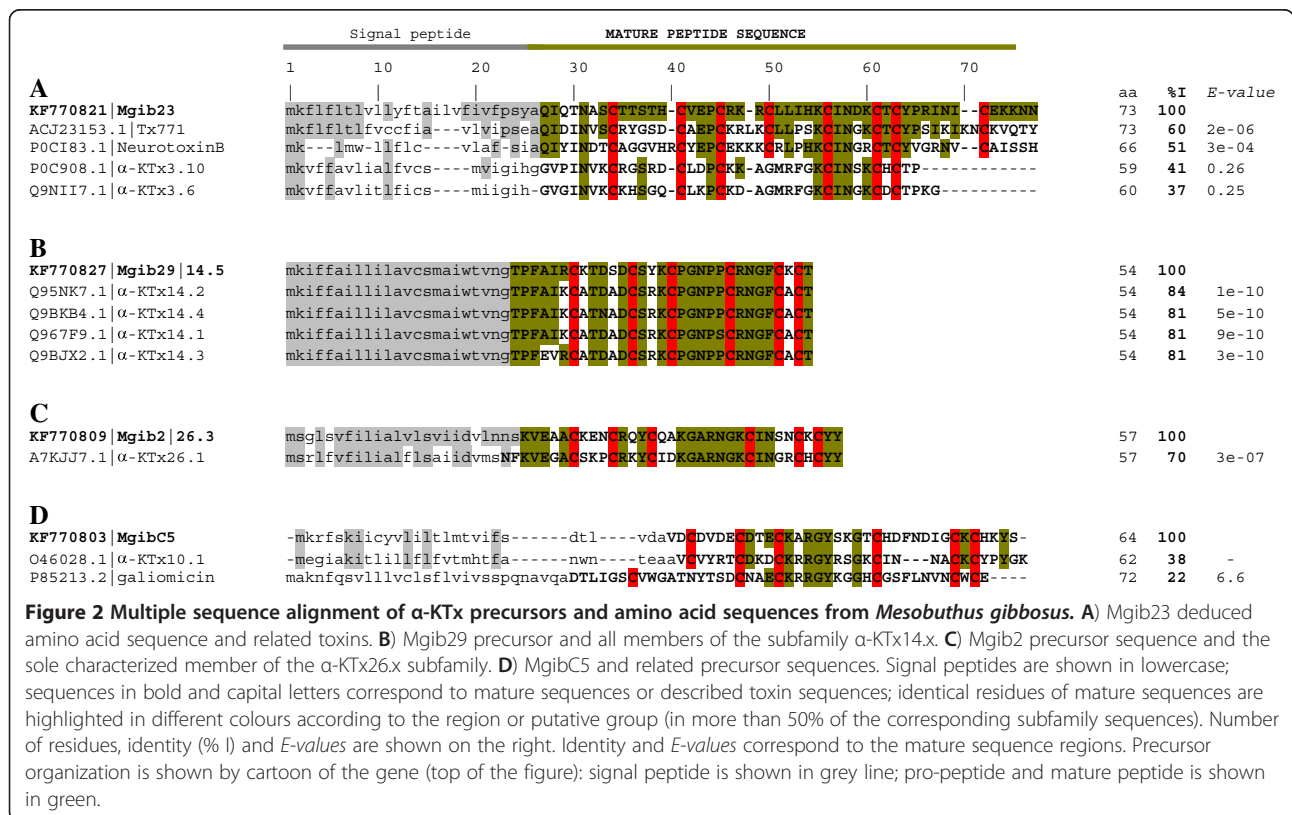 Signal peptide MATURE PEPTIDE SEQUENCE
1 10 20 30 40 50 60 70
A aa %I E-value
KF770821|Mgib23 mkflfltlvllyftailvfivfpsyaQIQTNASCTTSTH-CVEPCRK-RCLLIHKCINDKCTCYPRINI--CEKKNN 73 100
ACJ23153.1|Tx771 mkflfltlfvccfia---vlvipseaQIDINVSCRYGSD-CAEPCKRLKCLLPSKCINGKCTCYPSIKIKNCKVQTY 73 60 2e-06
P0CI83.1|NeurotoxinB mk---lmw-llflc---vlaf-siaQIYINDTCAGGVHRCYEPCEKKKCRLPHKCINGRCTCYVGRNV--CAISSH 66 51 3e-04
P0C908.1|α-KTx3.10 mkvffavlialfvcs---mvigihgGVPINVKCRGSRD-CLDPCKK-AGMRFGKCINSKCHCTP------------ 59 41 0.26
Q9NII7.1|α-KTx3.6 mkvffavlitlfics---miigih-GVGINVKCKHSGQ-CLKPCKD-AGMRFGKCINGKCDCTPKG---------- 60 37 0.25
B
KF770827|Mgib29|14.5 mkiffaillilavcsmaiwtvngTPFAIRCKTDSDCSYKCPGNPPCRNGFCKCT 54 100
Q95NK7.1|α-KTx14.2 mkiffaillilavcsmaiwtvngTPFAIKCATDADCSRKCPGNPPCRNGFCACT 54 84 1e-10
Q9BKB4.1|α-KTx14.4 mkiffaillilavcsmaiwtvngTPFAIKCATNADCSRKCPGNPPCRNGFCACT 54 81 5e-10
Q967F9.1|α-KTx14.1 mkiffaillilavcsmaiwtvngTPFAIKCATDADCSRKCPGNPSCRNGFCACT 54 81 9e-10
Q9BJX2.1|α-KTx14.3 mkiffaillilavcsmaiwtvngTPFEVRCATDADCSRKCPGNPPCRNGFCACT 54 81 3e-10
C
KF770809|Mgib2|26.3 msglsvfilialvlsviidvlnnsKVEAACKENCRQYCQAKGARNGKCINSNCKCYY 57 100
A7KJJ7.1|α-KTx26.1 msrlfvfilialflsaiidvmsNFKVEGACSKPCRKYCIDKGARNGKCINGRCHCYY 57 70 3e-07
D
KF770803|MgibC5 -mkrfskiicyvliltlmtvifs------dtl----vdaVDCDVDECDTECKARGYSKGTCHDFNDIGCKCHKYS- 64 100
O46028.1|α-KTx10.1 -megiakitlillflfvtmhtfa------nwn--teaaVCVYRTCDKDCKRRGYRSGKCIN---NACKCYPYGK 62 38 -
P85213.2|galiomicin maknfqsvllllvclsflvivssspqnavqaDTLIGSCVWGATNYTSDCNAECKRRGYKGGHCGSFLNVNCWCE---- 72 22 6.6
Figure 2 Multiple sequence alignment of α-KTx precursors and amino acid sequences from Mesobuthus gibbosus. A) Mgib23 deduced
amino acid sequence and related toxins. B) Mgib29 precursor and all members of the subfamily α-KTx14.x. C) Mgib2 precursor sequence and the
sole characterized member of the α-KTx26.x subfamily. D) MgibC5 and related precursor sequences. Signal peptides are shown in lowercase;
sequences in bold and capital letters correspond to mature sequences or described toxin sequences; identical residues of mature sequences are
highlighted in different colours according to the region or putative group (in more than 50% of the corresponding subfamily sequences). Number
of residues, identity (% I) and E-values are shown on the right. Identity and E-values correspond to the mature sequence regions. Precursor
organization is shown by cartoon of the gene (top of the figure): signal peptide is shown in grey line; pro-peptide and mature peptide is shown
in green.